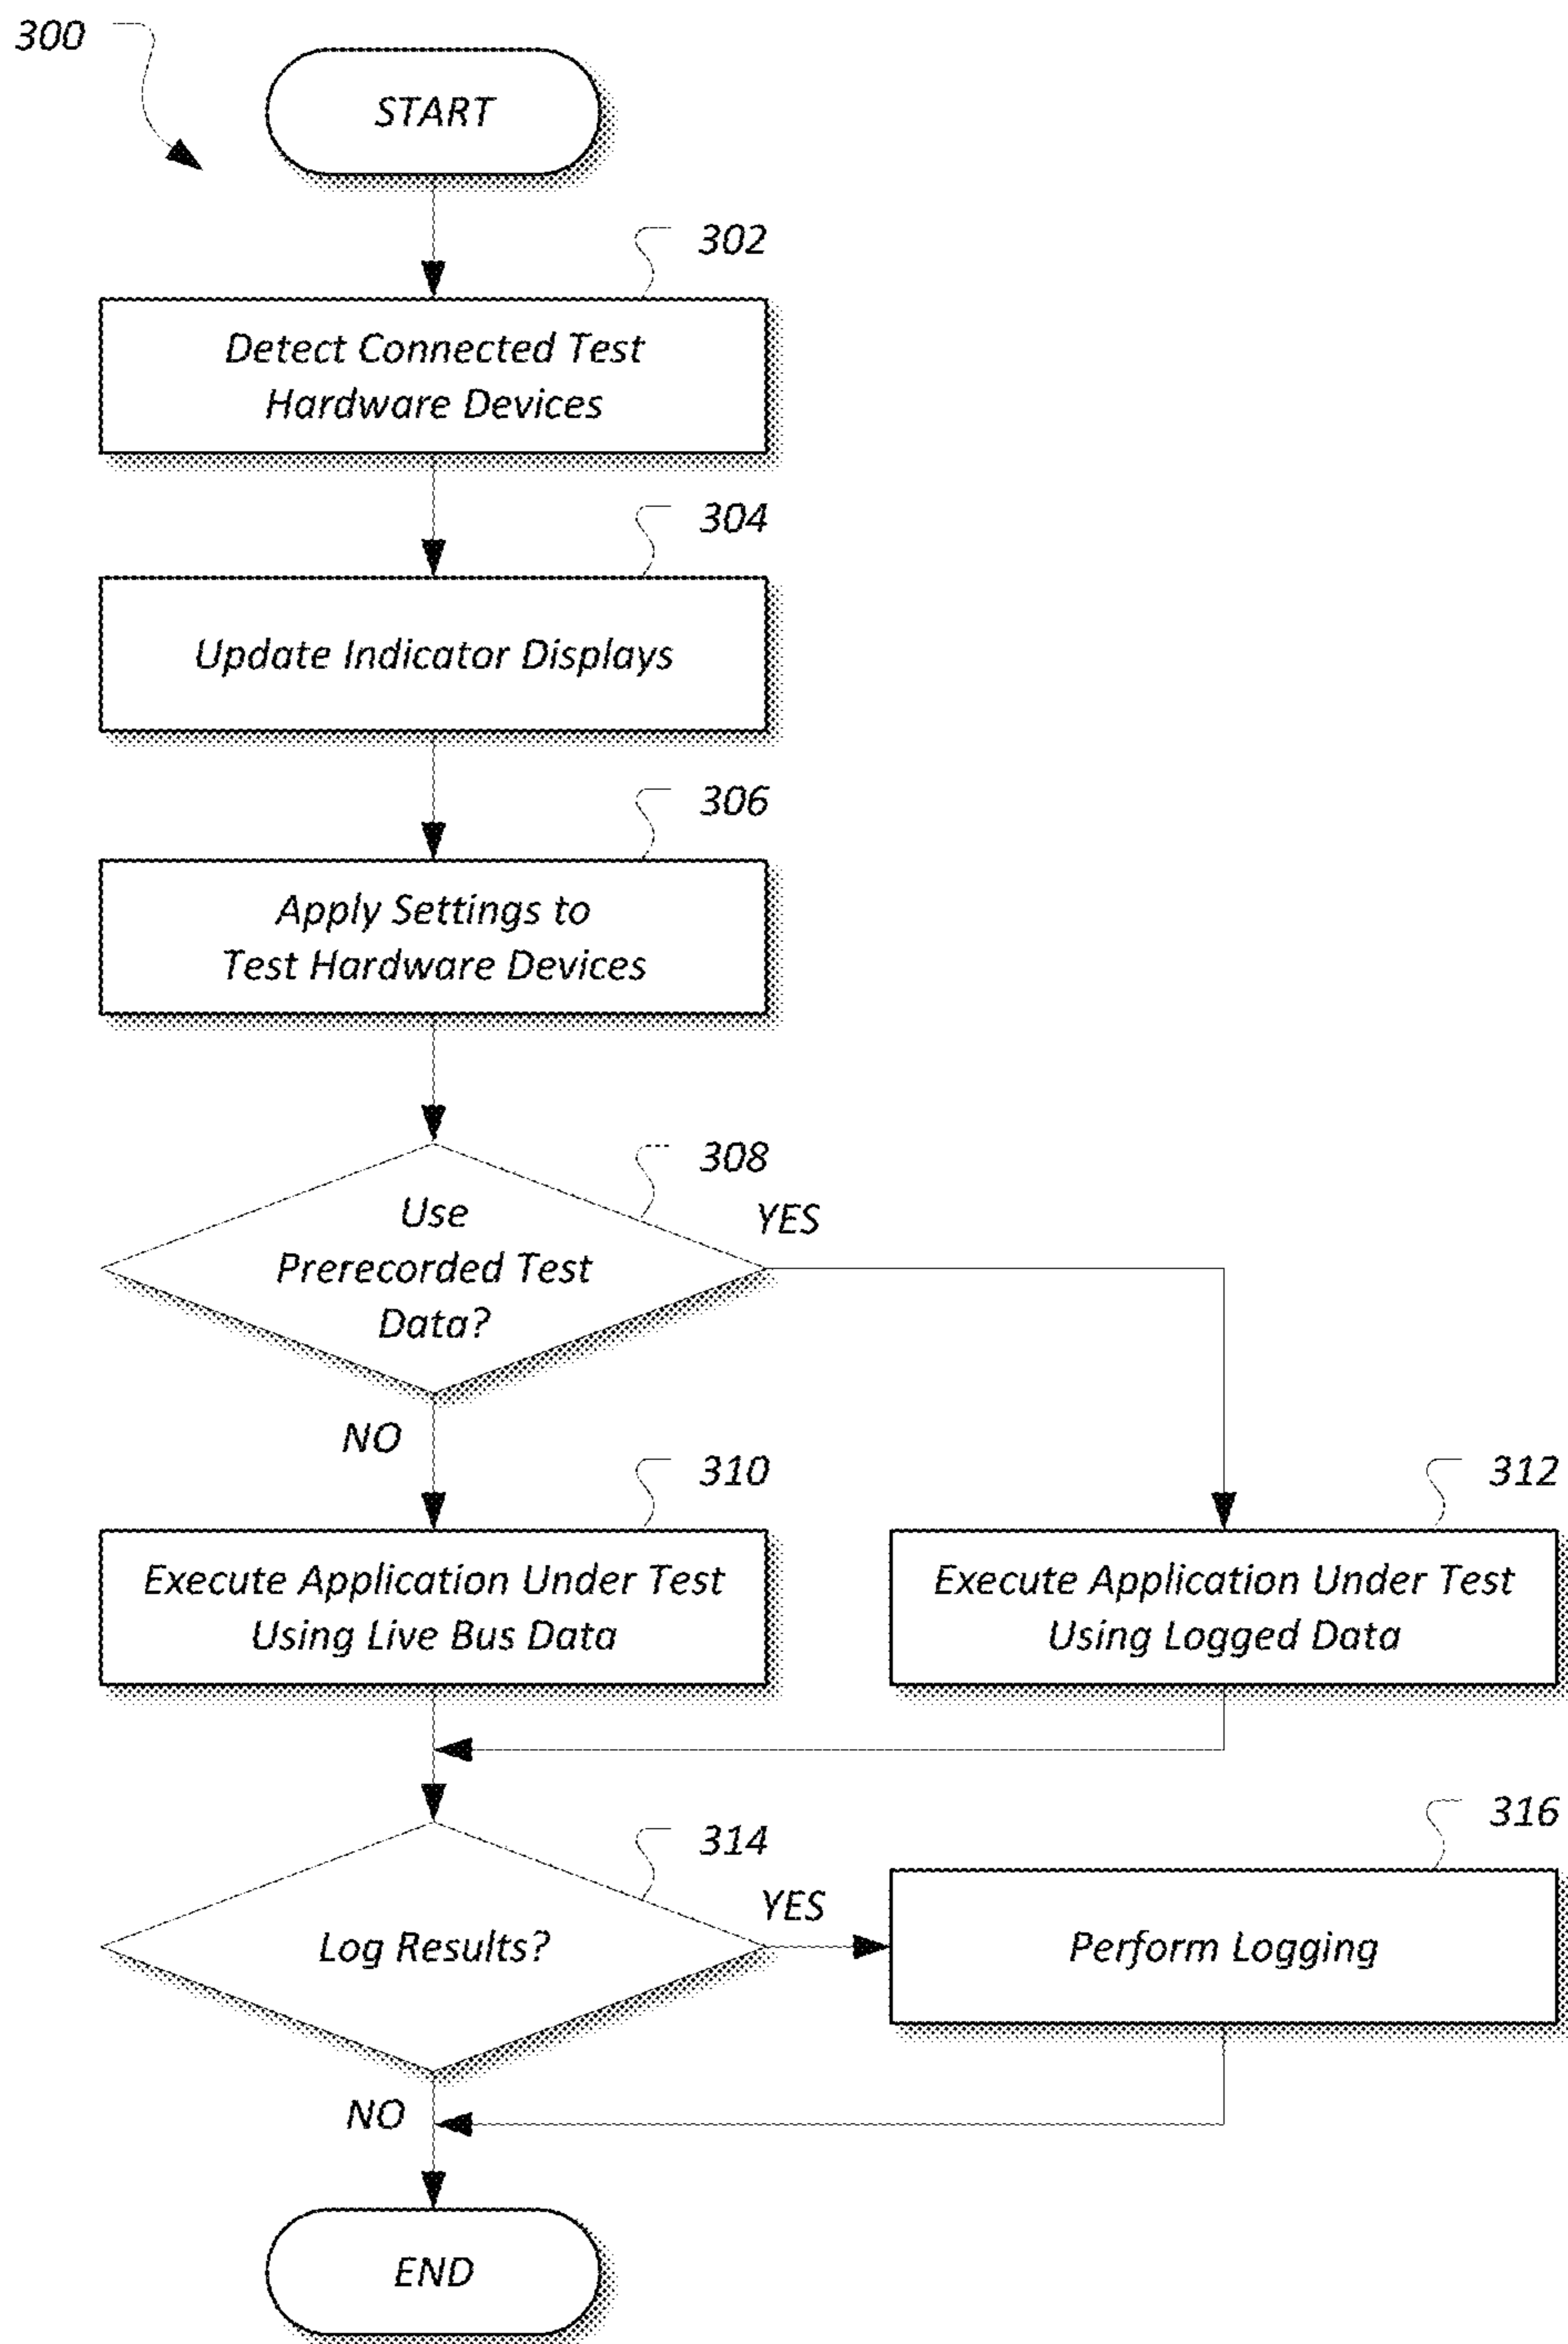 300
START
302
Detect Connected Test
Hardware Devices
304
Update Indicator Displays
306
Apply Settings to
Test Hardware Devices
308
Use
Prerecorded Test
Data?
YES
NO
310
Execute Application Under Test
Using Live Bus Data
312
Execute Application Under Test
Using Logged Data
314
Log Results?
YES
316
Perform Logging
NO
END